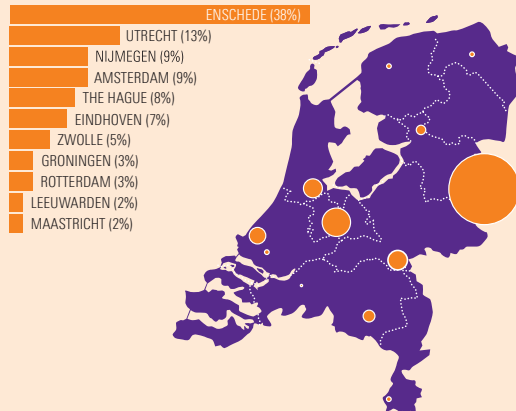 ENSCHEDE (38%)
UTRECHT (13%)
NIJMEGEN (9%)
AMSTERDAM (9%)
THE HAGUE (8%)
EINDHOVEN (7%)
ZWOLLE (5%)
GRONINGEN (3%)
ROTTERDAM (3%)
LEEUWARDEN (2%)
MAASTRICHT (2%)